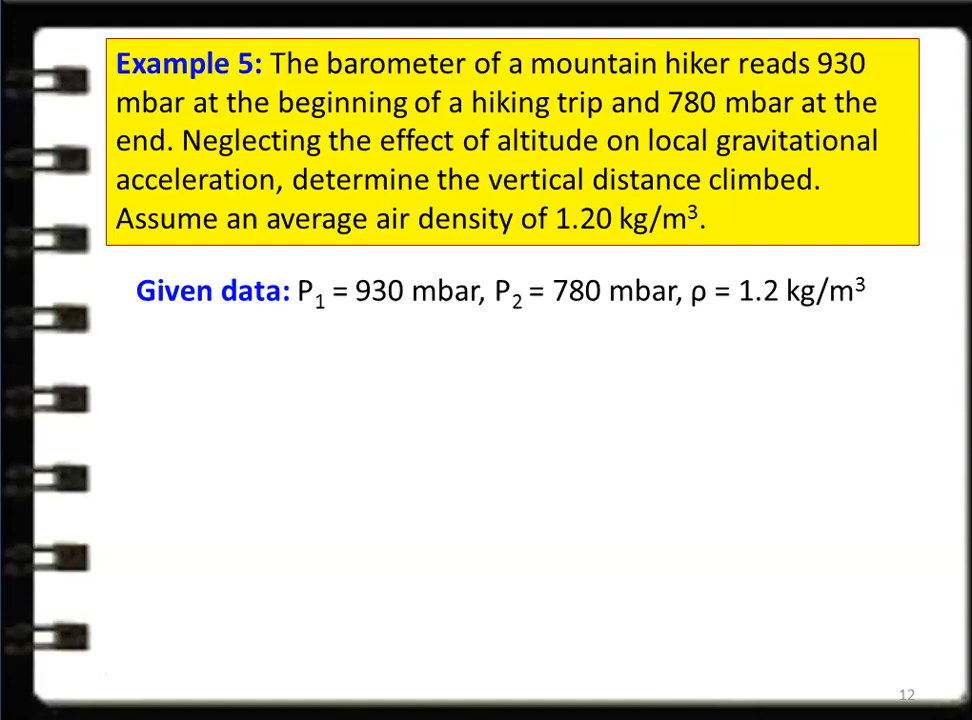 Example 5: The barometer of a mountain hiker reads 930
mbar at the beginning of a hiking trip and 780 mbar at the
end. Neglecting the effect of altitude on local gravitational
acceleration, determine the vertical distance climbed.
Assume an average air density of 1.20 kg/m³.
Given data: P₁ = 930 mbar, P₂ = 780 mbar, ρ = 1.2 kg/m³
12